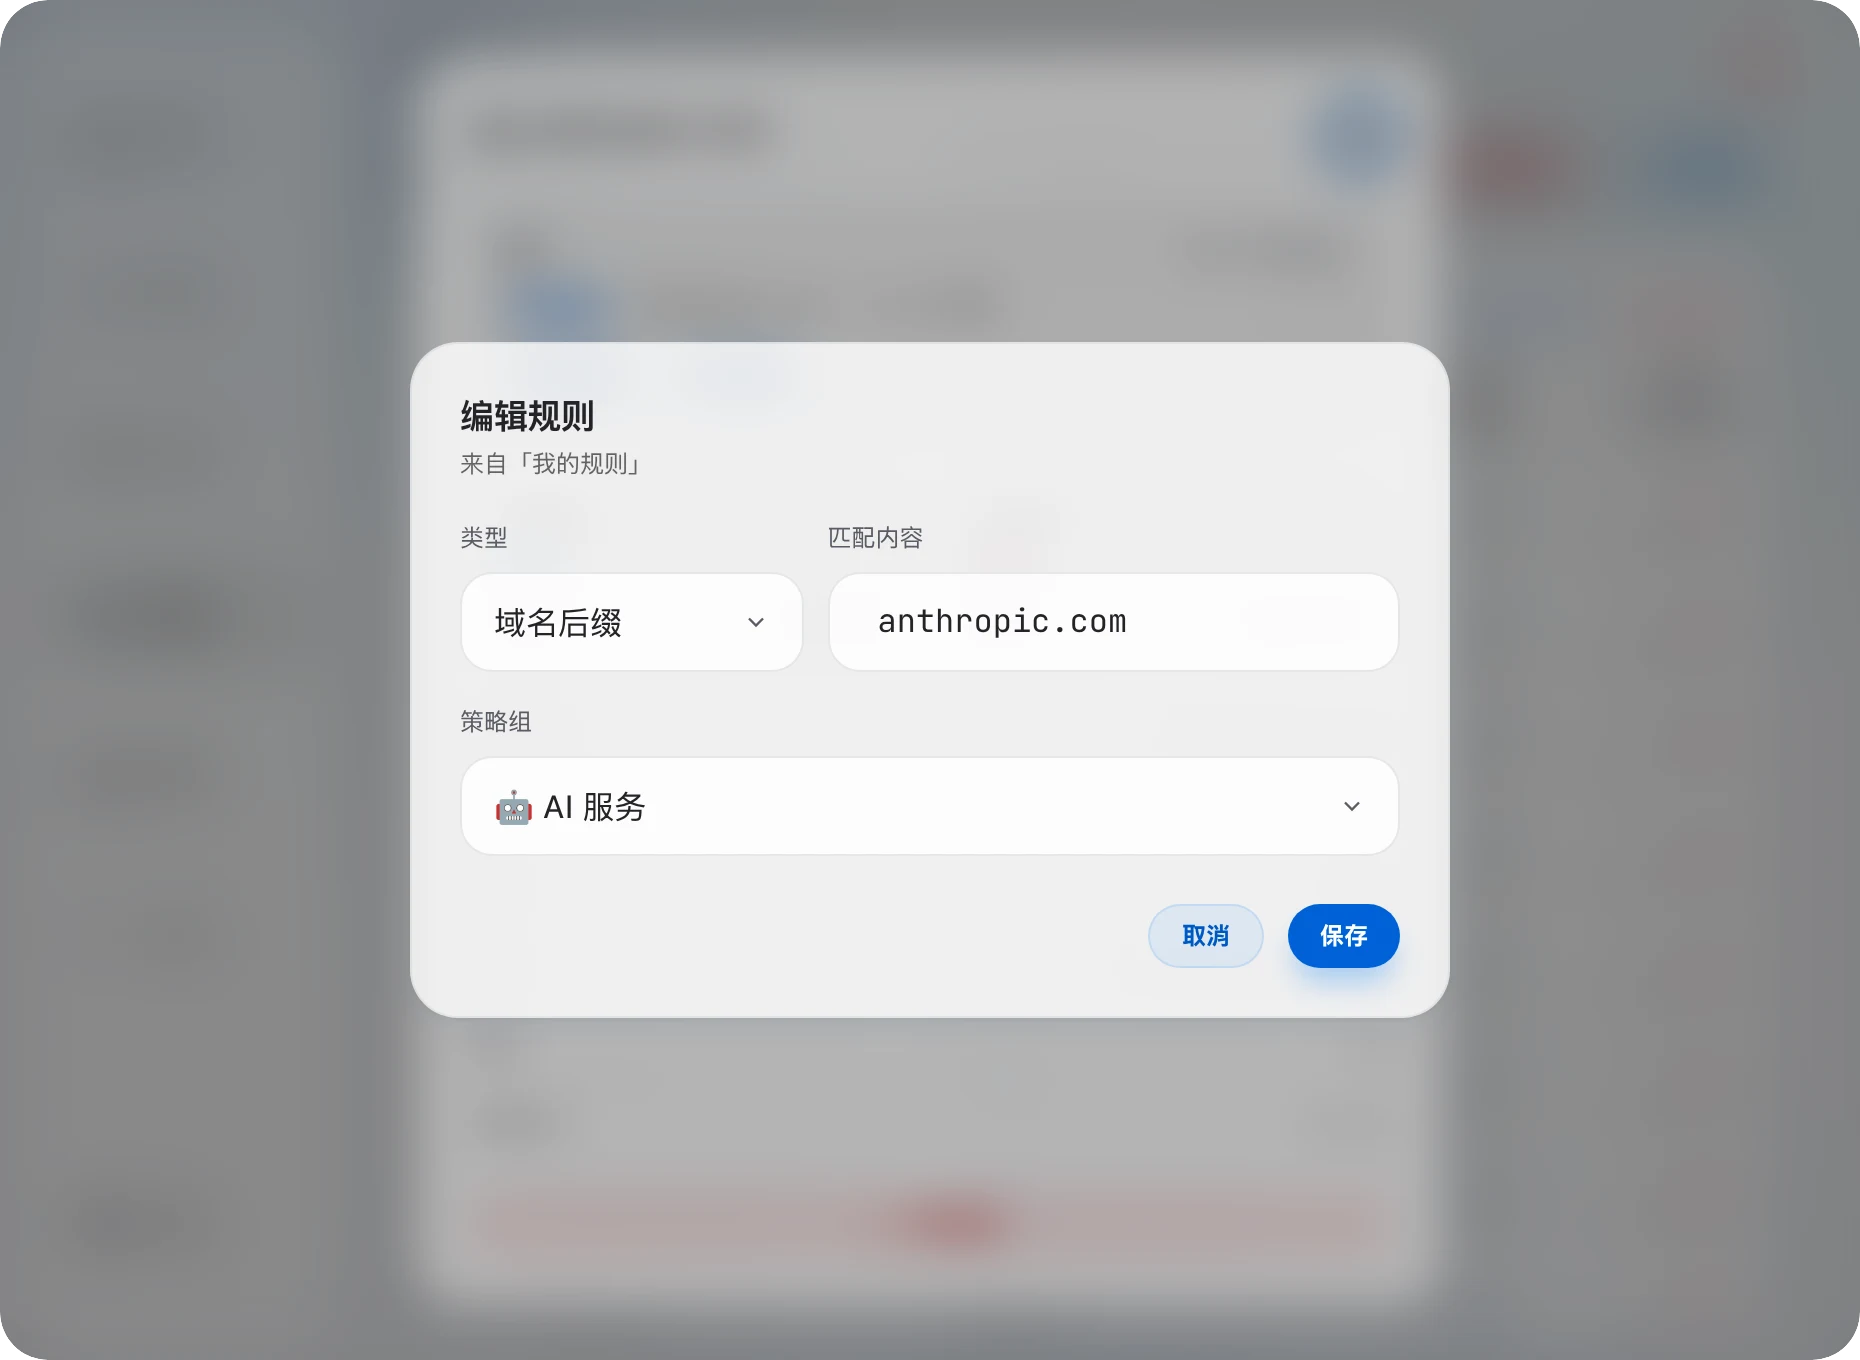 编辑规则
来自「我的规则」
类型
匹配内容
域名后缀
anthropic.com
策略组
🤖 AI 服务
取消
保存